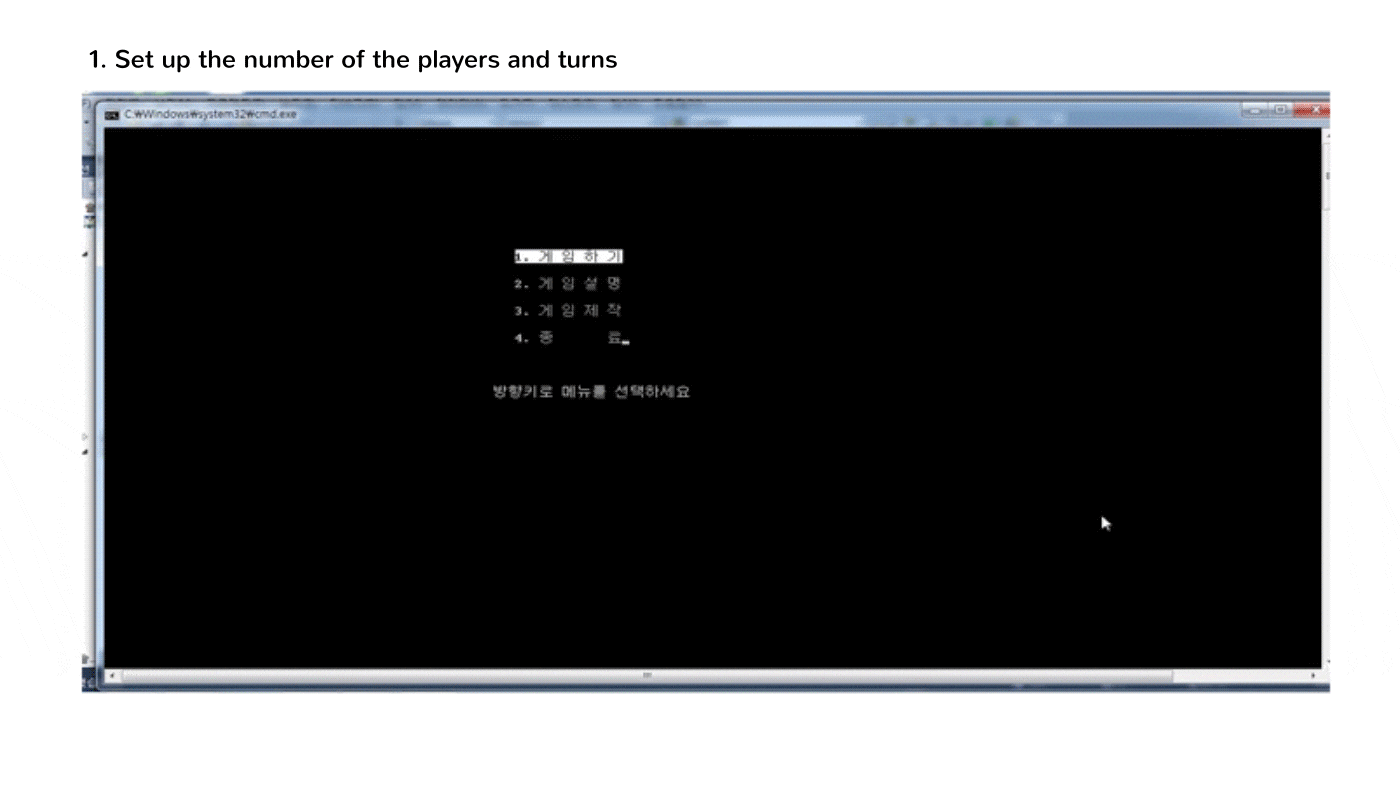 1. Set up the number of the players and turns
C:₩Windows₩system32₩cmd.exe
1. 게 임 하 기
2. 게 임 설 명
3. 게 임 제 작
4. 종 료
방향키로 메뉴를 선택하세요